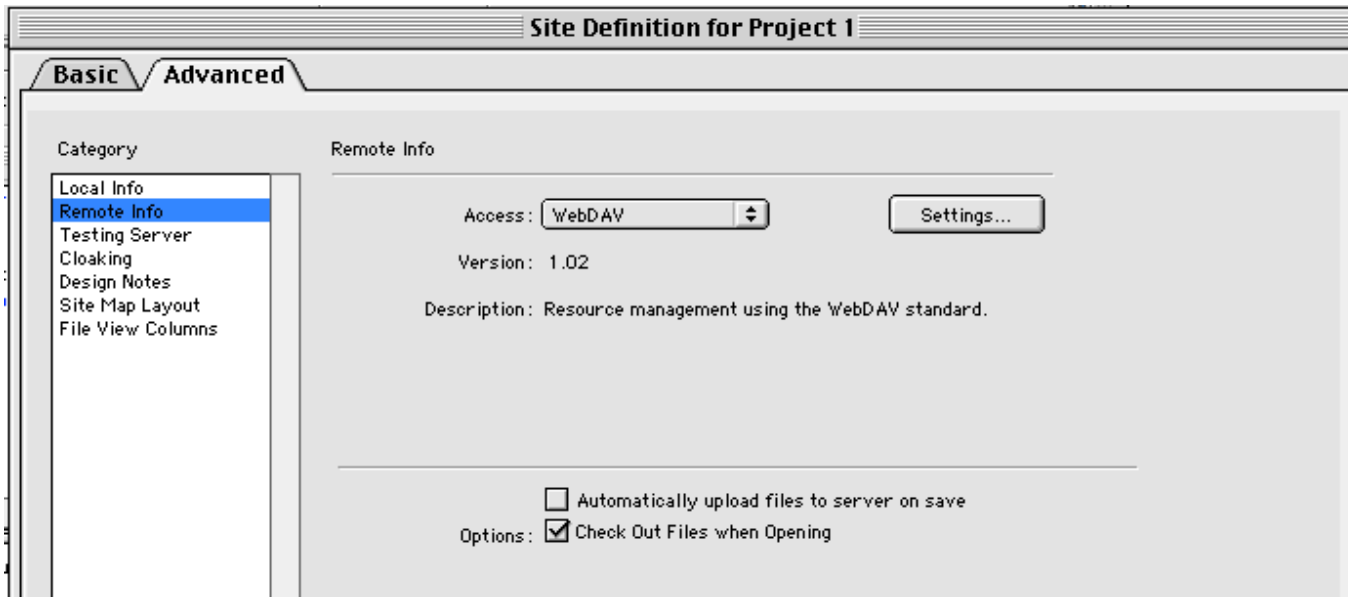 Site Definition for Project 1
Basic
Advanced
Category
Remote Info
Local Info
Remote Info
Testing Server
Cloaking
Design Notes
Site Map Layout
File View Columns
Access: WebDAV
Settings...
Version: 1.02
Description: Resource management using the WebDAV standard.
Automatically upload files to server on save
Options: Check Out Files when Opening